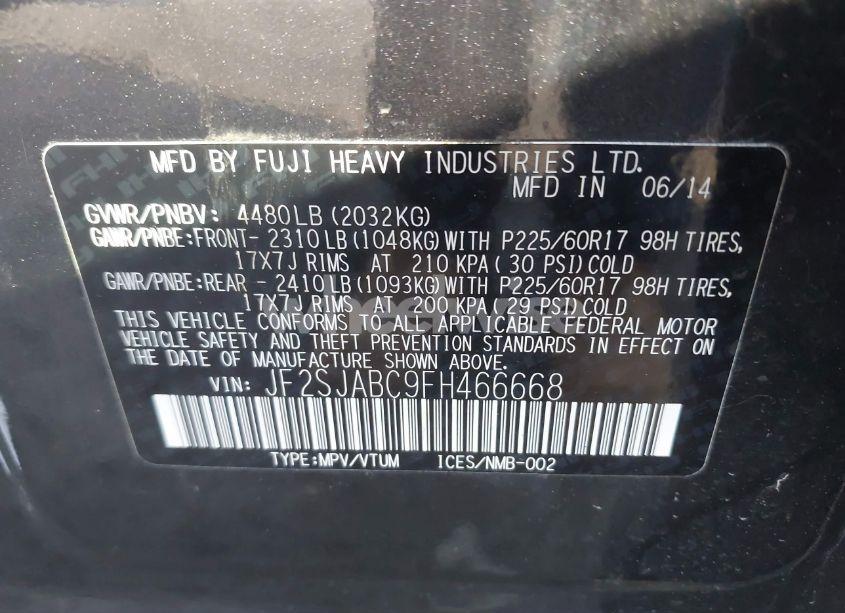 MFD BY FUJI HEAVY INDUSTRIES LTD.
MFD IN 06/14
GVWR/PNBV: 4480LB (2032KG)
GAWR/PNBE:FRONT- 2310LB (1048KG) WITH P225/60R17 98H TIRES,
17X7J RIMS AT 210 KPA (30 PSI) COLD
GAWR/PNBE:REAR - 2410LB (1093KG) WITH P225/60R17 98H TIRES,
17X7J RIMS AT 200 KPA (29 PSI) COLD
THIS VEHICLE CONFORMS TO ALL APPLICABLE FEDERAL MOTOR
VEHICLE SAFETY AND THEFT PREVENTION STANDARDS IN EFFECT ON
THE DATE OF MANUFACTURE SHOWN ABOVE.
VIN: JF2SJABC9FH466668
TYPE:MPV/VTUM ICES/NMB-002